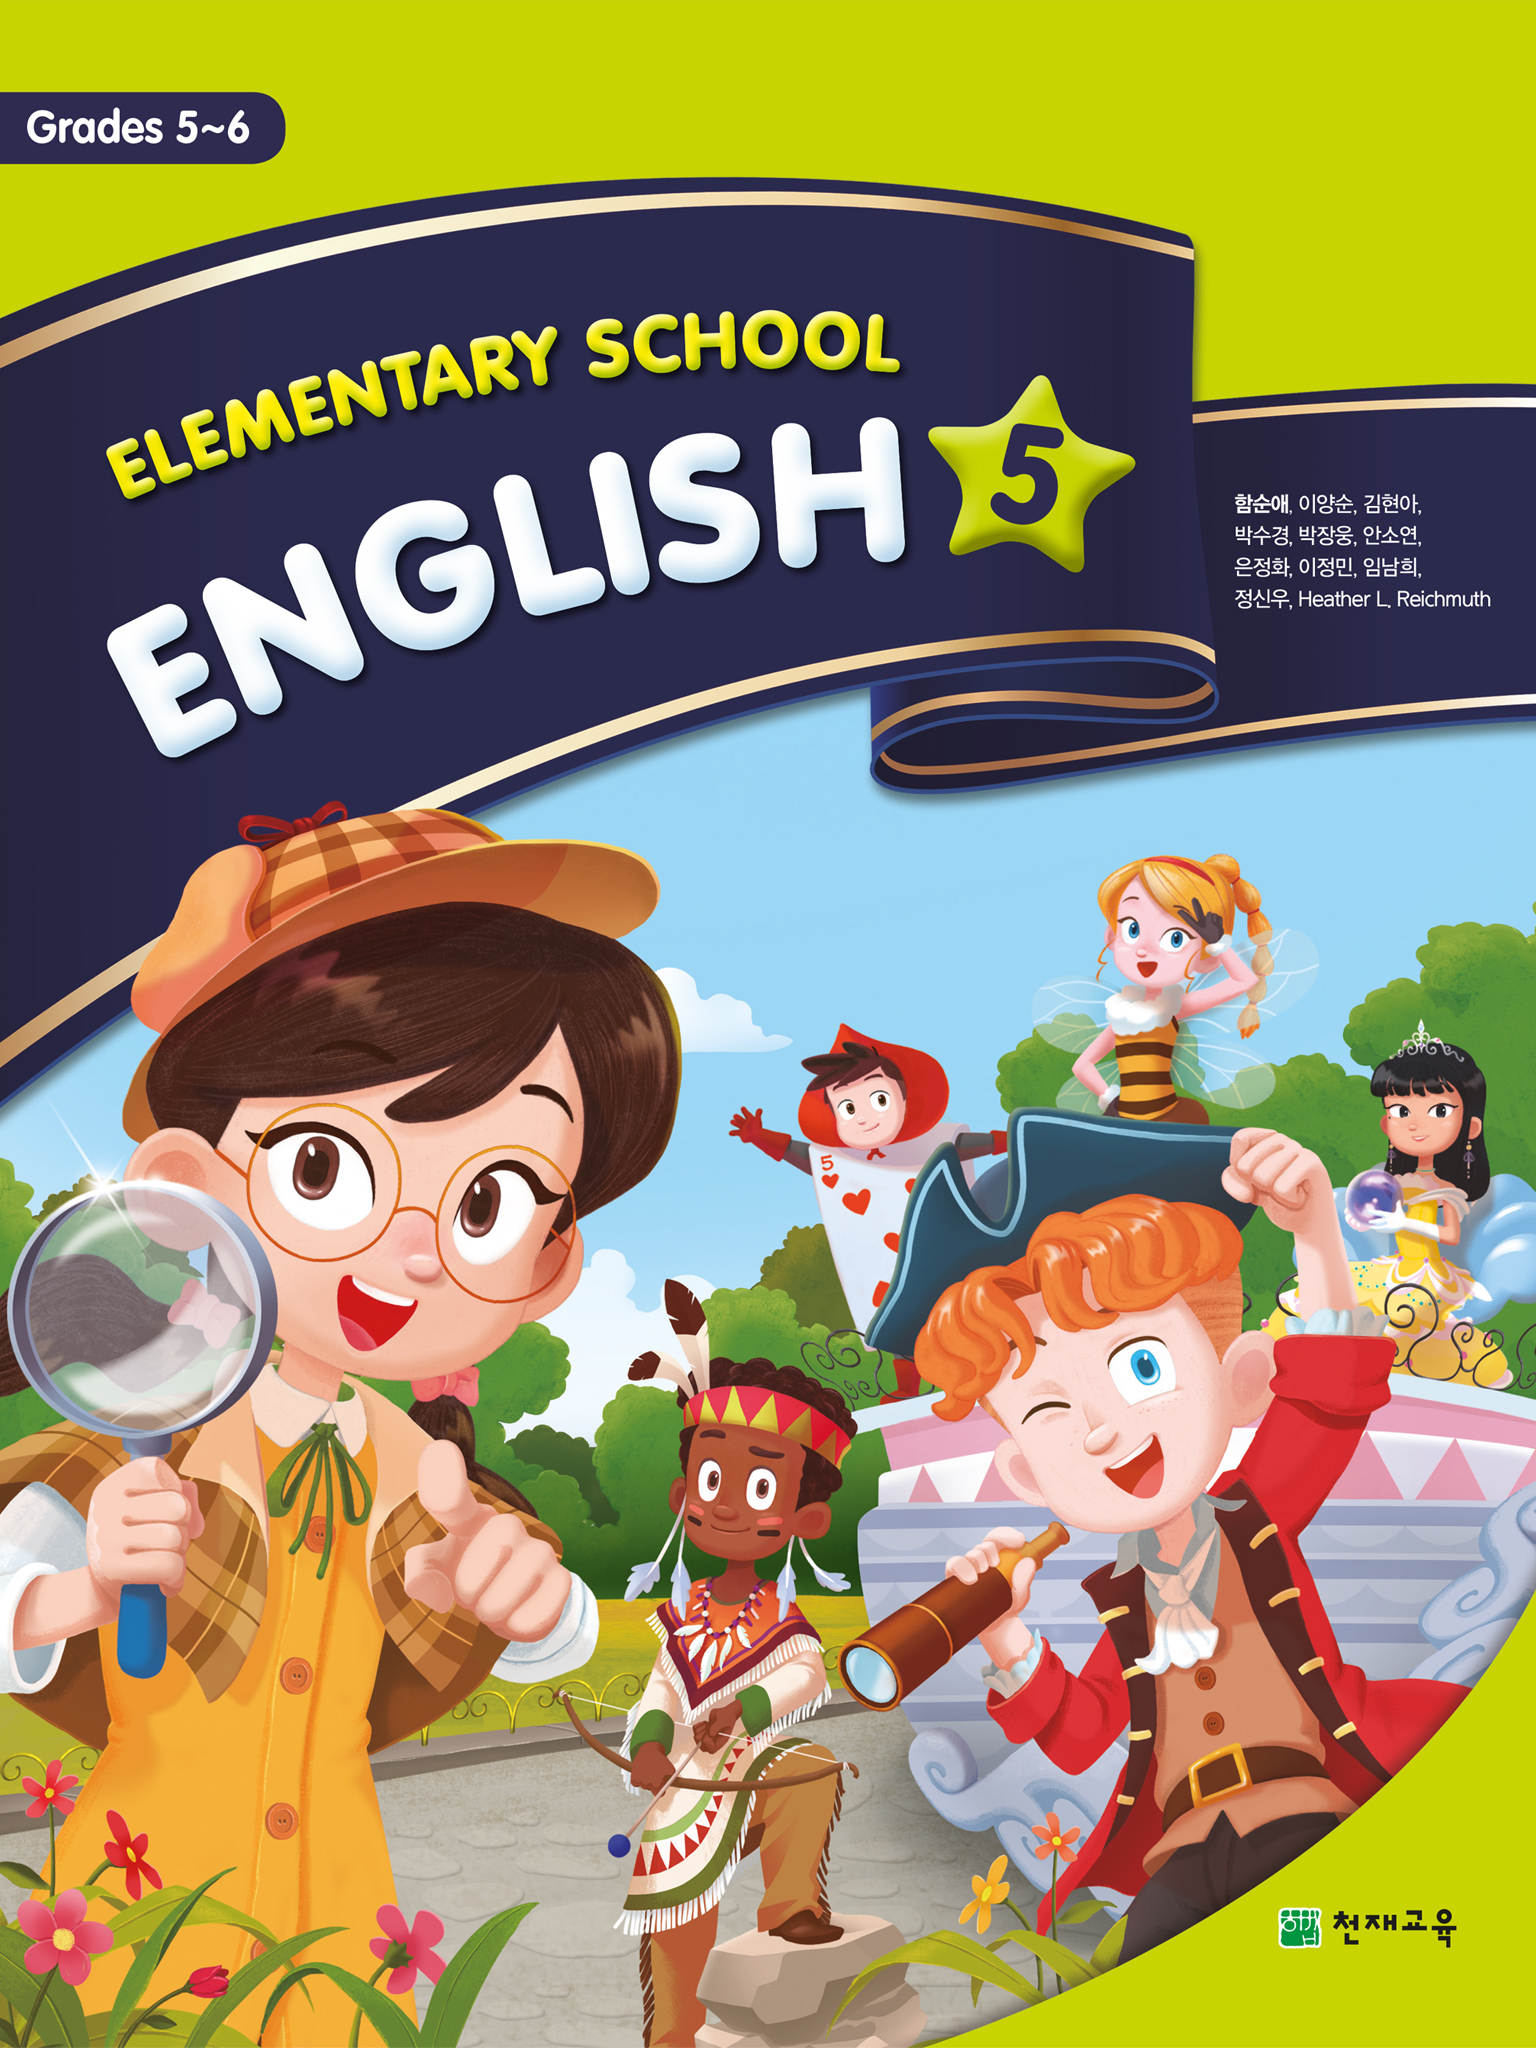 Grades 5~6
ELEMENTARY SCHOOL
ENGLISH 5
함순애, 이양순, 김현아,
박수경, 박장웅, 안소연,
은정화, 이정민, 임남희,
정신우, Heather L. Reichmuth
5
천재교육